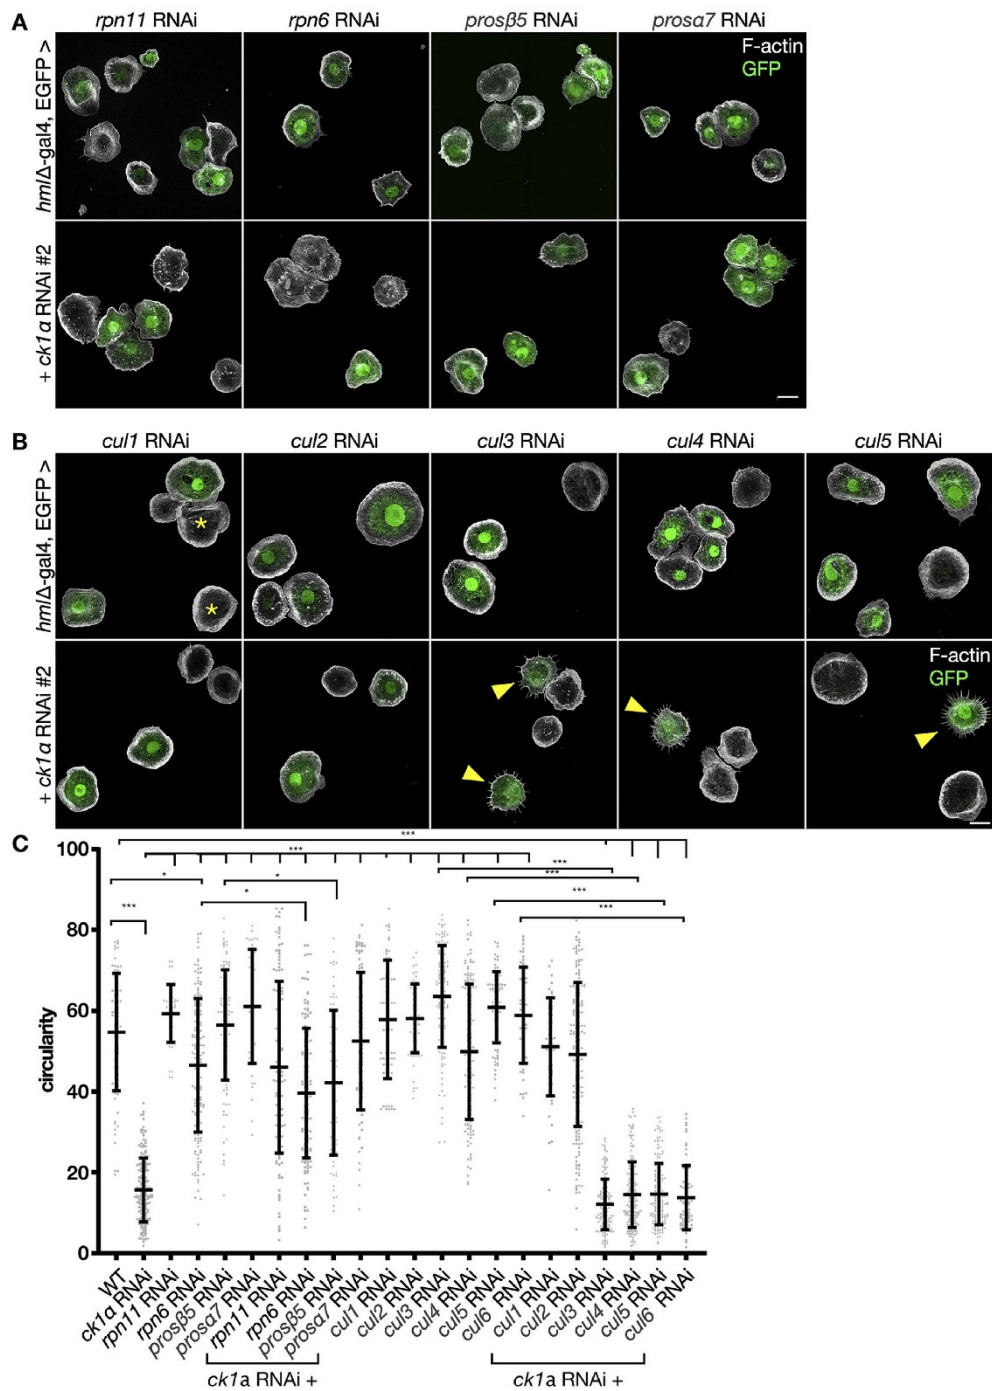 A
rpn11 RNAi rpn6 RNAi prosβ5 RNAi prosα7 RNAi
hmlΔ-gal4, EGFP >
F-actin
GFP
+ ck1α RNAi #2
B
cul1 RNAi cul2 RNAi cul3 RNAi cul4 RNAi cul5 RNAi
hmlΔ-gal4, EGFP >
*
*
+ ck1α RNAi #2
F-actin
GFP
C
***
***
***
* ***
* ***
* ***
*** ***
circularity
100
80
60
40
20
0
WT
ck1α RNAi
rpn11 RNAi
rpn6 RNAi
prosβ5 RNAi
prosα7 RNAi
rpn11 RNAi
rpn6 RNAi
prosβ5 RNAi
prosα7 RNAi
cul1 RNAi
cul2 RNAi
cul3 RNAi
cul4 RNAi
cul5 RNAi
cul6 RNAi
cul1 RNAi
cul2 RNAi
cul3 RNAi
cul4 RNAi
cul5 RNAi
cul6 RNAi
ck1a RNAi + ck1a RNAi +